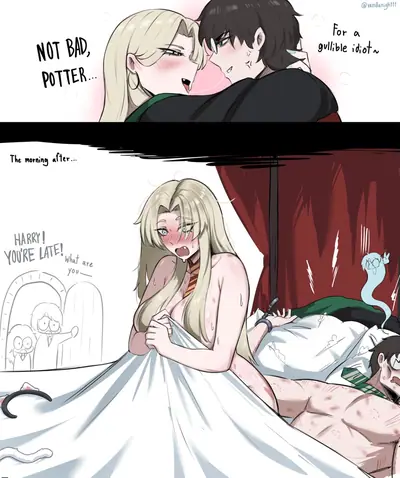 NOT BAD,
POTTER...
For a
gullible idiot~
The morning after...
HARRY!
YOU'RE LATE!
What are
you